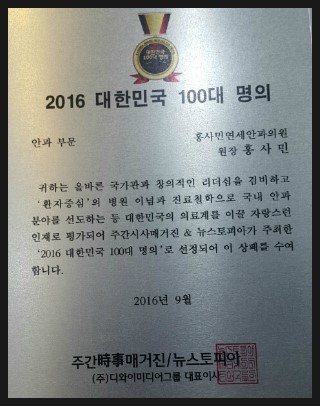 대한민국
100대 명의
2016 대한민국 100대 명의
안과 부문
홍사민연세안과의원
원장 홍 사 민
귀하는 올바른 국가관과 창의적인 리더십을 겸비하고
'환자중심'의 병원 이념과 진료철학으로 국내 안과
분야를 선도하는 등 대한민국의 의료계를 이끌 자랑스런
인재로 평가되어 주간시사매거진 & 뉴스토피아가 주최한
'2016 대한민국 100대 명의'로 선정되어 이 상패를 수여
합니다.
2016년 9월
주간時事매거진/뉴스토피아
(주)디와이미디어그룹 대표이사